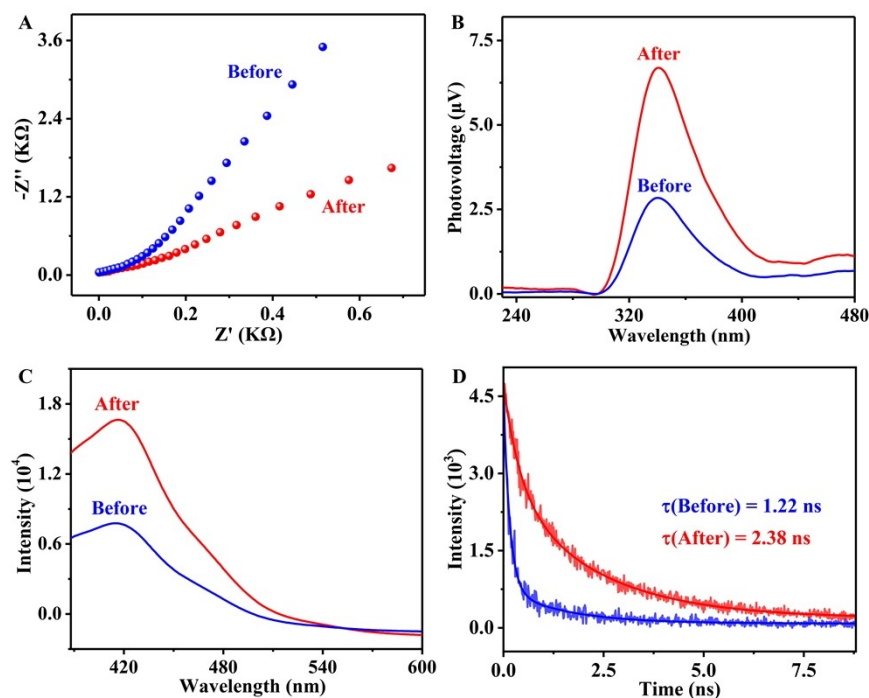 A
3.6
2.4
1.2
0.0
-Z'' (KΩ)
Before
After
0.0 0.2 0.4 0.6
Z' (KΩ)
B
7.5
5.0
2.5
0.0
Photovoltage (μV)
After
Before
240 320 400 480
Wavelength (nm)
C
1.8
1.2
0.6
0.0
Intensity (10⁴)
After
Before
420 480 540 600
Wavelength (nm)
D
4.5
3.0
1.5
0.0
Intensity (10³)
τ(Before) = 1.22 ns
τ(After) = 2.38 ns
0.0 2.5 5.0 7.5
Time (ns)